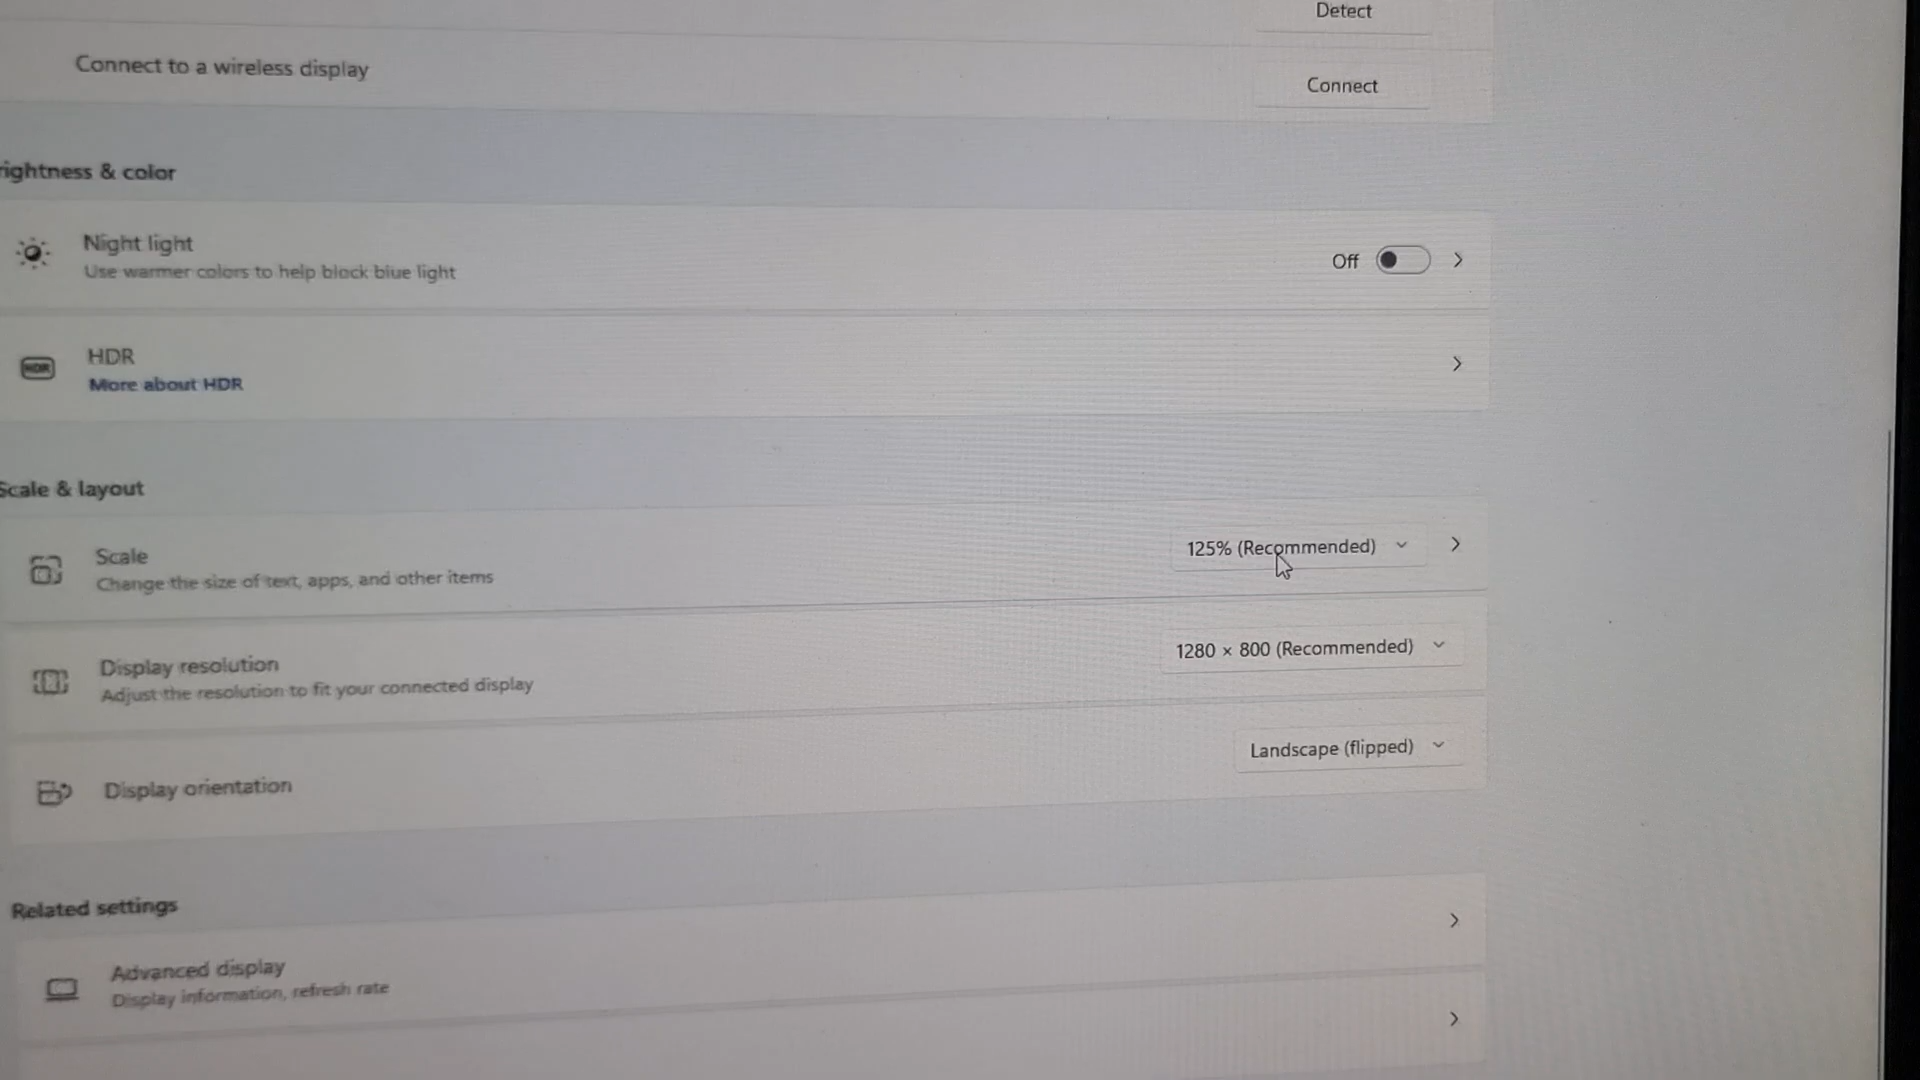 Detect
Connect to a wireless display
Connect
rightness & color
Night light
Use warmer colors to help block blue light
Off
HDR
HDR
More about HDR
Scale & layout
Scale
Change the size of text, apps, and other items
125% (Recommended)
Display resolution
Adjust the resolution to fit your connected display
1280 × 800 (Recommended)
Display orientation
Landscape (flipped)
Related settings
Advanced display
Display information, refresh rate